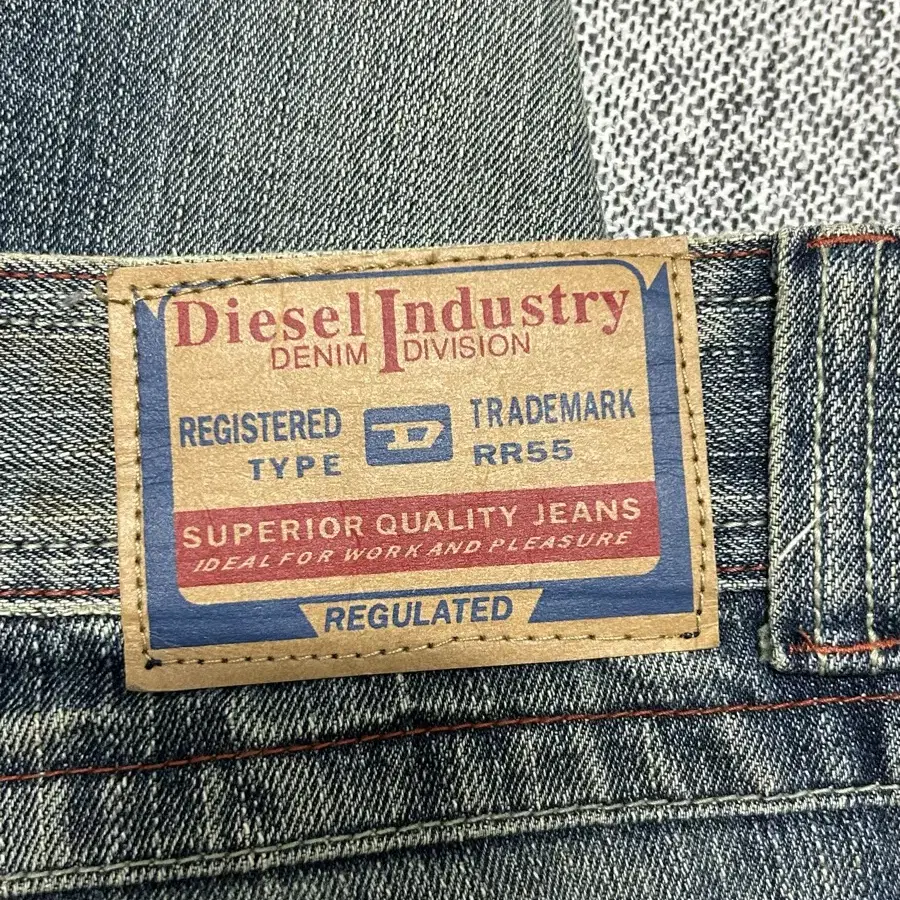 Diesel Industry
DENIM DIVISION
REGISTERED D TRADEMARK
TYPE RR55
SUPERIOR QUALITY JEANS
IDEAL FOR WORK AND PLEASURE
REGULATED